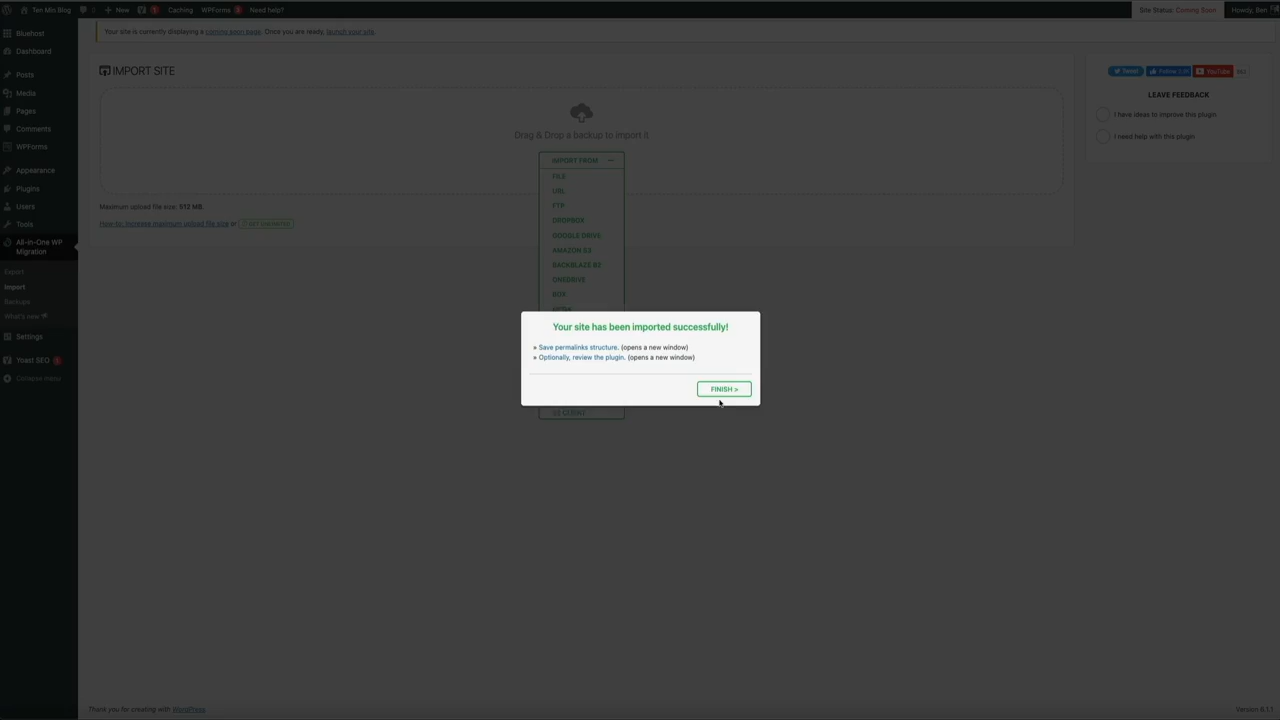 Ten Min Blog
New
1
Caching
WPForms 5
Need help?
Site Status: Coming Soon
Howdy, Ben
Bluehost
Dashboard
Posts
Media
Pages
Comments
WPForms
Appearance
Plugins
Users
Tools
All-in-One WP
Migration
Export
Import
Backups
What's new
Settings
Yoast SEO 1
Collapse menu
Your site is currently displaying a coming soon page. Once you are ready, launch your site.
IMPORT SITE
Drag & Drop a backup to import it
IMPORT FROM
FILE
URL
FTP
DROPBOX
GOOGLE DRIVE
AMAZON S3
BACKBLAZE B2
ONEDRIVE
BOX
Maximum upload file size: 512 MB.
How-to: Increase maximum upload file size or GET UNLIMITED
Your site has been imported successfully!
» Save permalinks structure. (opens a new window)
» Optionally, review the plugin. (opens a new window)
FINISH >
S3 CLIENT
Tweet
Follow
YouTube
LEAVE FEEDBACK
I have ideas to improve this plugin
I need help with this plugin
Thank you for creating with WordPress.
Version 6.1.1